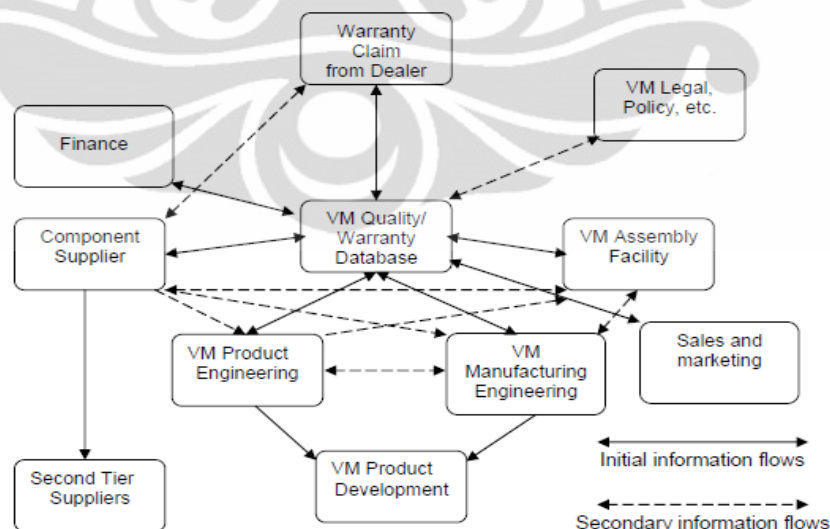 Warranty
Claim
from Dealer
VM Legal,
Policy, etc.
Finance
VM Quality/
Warranty
Database
Component
Supplier
VM Assembly
Facility
Sales and
marketing
VM Product
Engineering
VM
Manufacturing
Engineering
Initial information flows
Second Tier
Suppliers
VM Product
Development
Secondary information flows